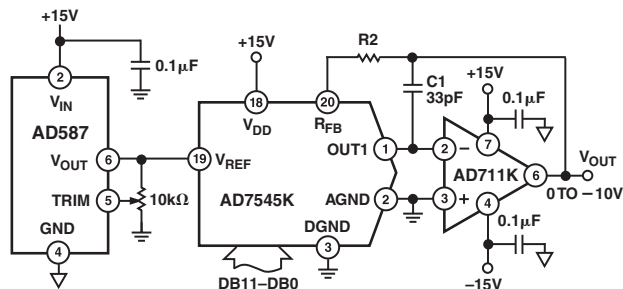 +15V
2
0.1µF
VIN
AD587
VOUT
6
TRIM
5
10kΩ
GND
4
+15V
18
VDD
19
VREF
AD7545K
DB11–DB0
R2
20
RFB
OUT1
1
AGND
2
DGND
3
C1
33pF
+15V
0.1µF
7
2
–
AD711K
3
+
6
4
VOUT
0 TO –10V
0.1µF
–15V